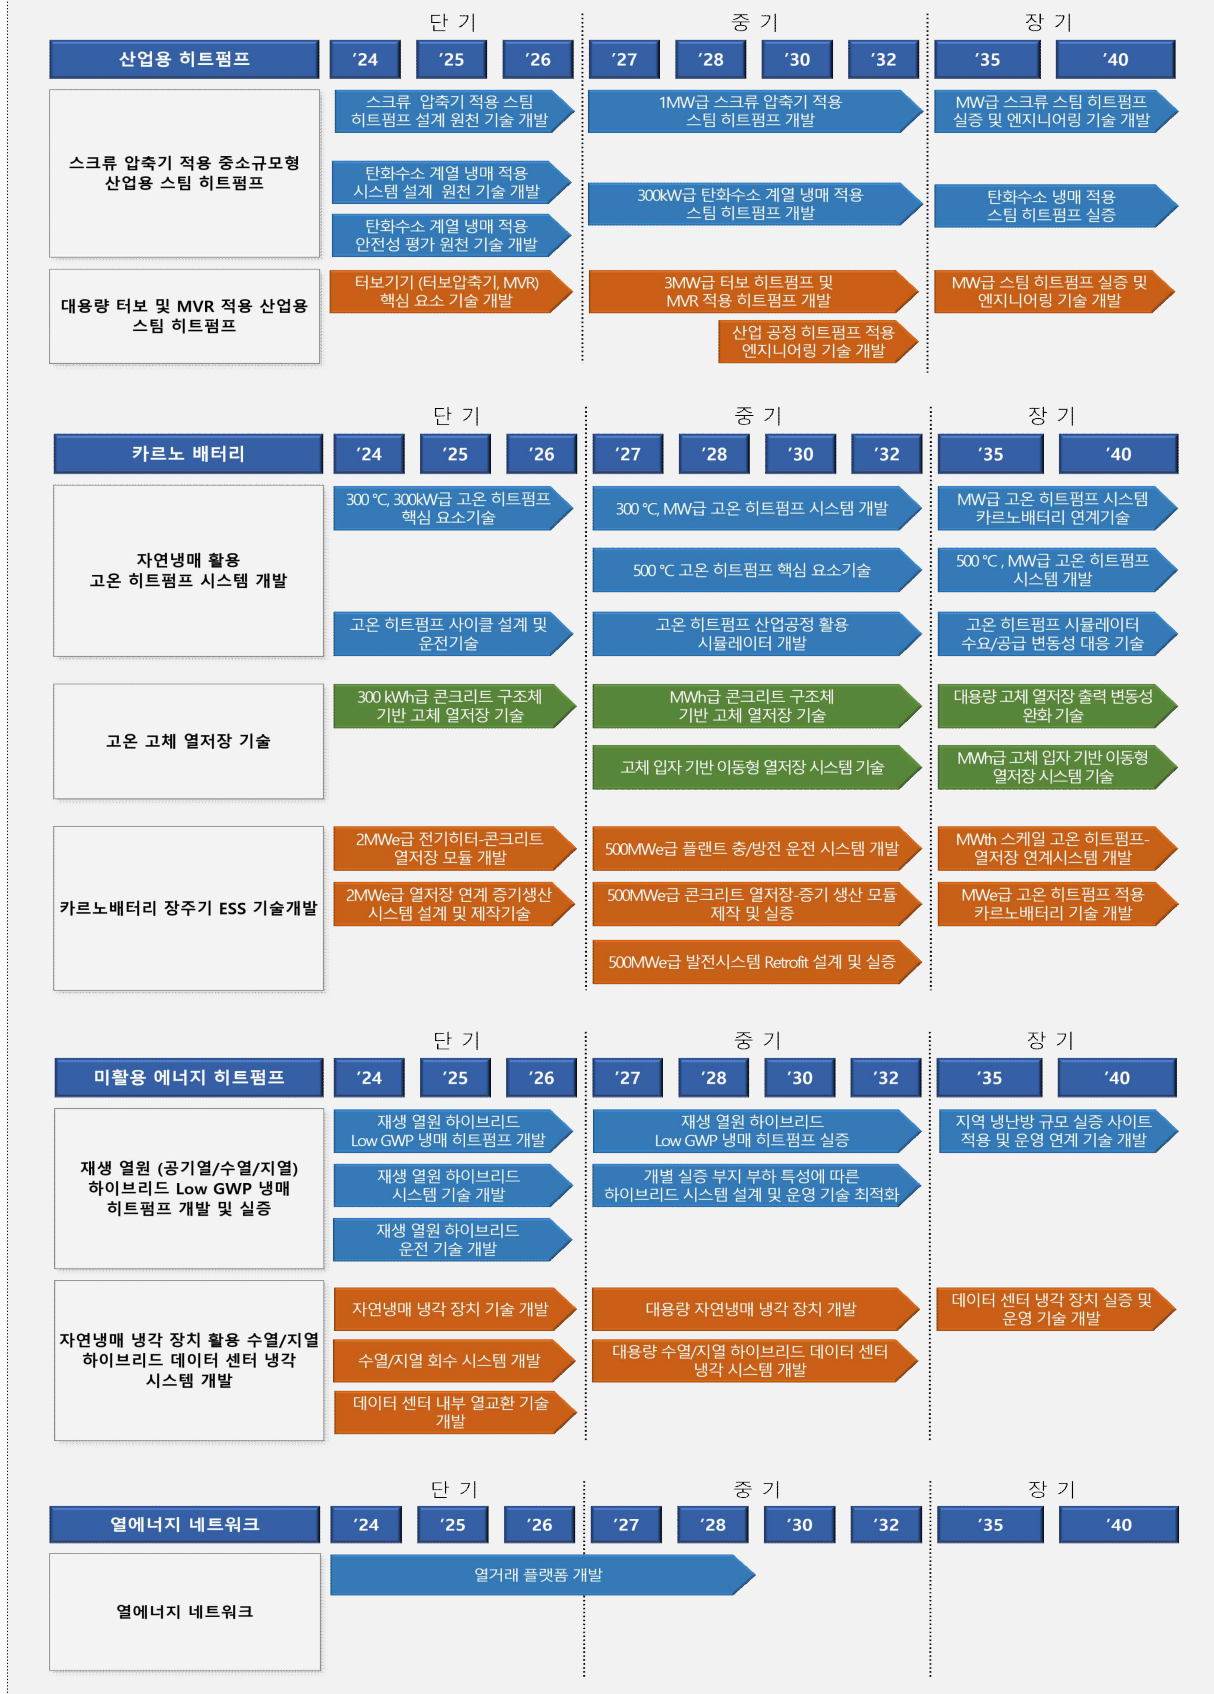 단 기
중 기
장 기
산업용 히트펌프
’24
’25
’26
’27
’28
’30
’32
’35
’40
스크류 압축기 적용 중소규모형
산업용 스팀 히트펌프
스크류 압축기 적용 스팀
히트펌프 설계 원천 기술 개발
1MW급 스크류 압축기 적용
스팀 히트펌프 개발
MW급 스크류 스팀 히트펌프
실증 및 엔지니어링 기술 개발
탄화수소 계열 냉매 적용
시스템 설계 원천 기술 개발
300kW급 탄화수소 계열 냉매 적용
스팀 히트펌프 개발
탄화수소 냉매 적용
스팀 히트펌프 실증
탄화수소 계열 냉매 적용
안전성 평가 원천 기술 개발
대용량 터보 및 MVR 적용 산업용
스팀 히트펌프
터보기기 (터보압축기, MVR)
핵심 요소 기술 개발
3MW급 터보 히트펌프 및
MVR 적용 히트펌프 개발
MW급 스팀 히트펌프 실증 및
엔지니어링 기술 개발
산업 공정 히트펌프 적용
엔지니어링 기술 개발
단 기
중 기
장 기
카르노 배터리
’24
’25
’26
’27
’28
’30
’32
’35
’40
자연냉매 활용
고온 히트펌프 시스템 개발
300 ℃, 300kW급 고온 히트펌프
핵심 요소기술
300 ℃, MW급 고온 히트펌프 시스템 개발
MW급 고온 히트펌프 시스템
카르노배터리 연계기술
500 ℃ 고온 히트펌프 핵심 요소기술
500 ℃ , MW급 고온 히트펌프
시스템 개발
고온 히트펌프 사이클 설계 및
운전기술
고온 히트펌프 산업공정 활용
시뮬레이터 개발
고온 히트펌프 시뮬레이터
수요/공급 변동성 대응 기술
고온 고체 열저장 기술
300 kWh급 콘크리트 구조체
기반 고체 열저장 기술
MWh급 콘크리트 구조체
기반 고체 열저장 기술
대용량 고체 열저장 출력 변동성
완화 기술
고체 입자 기반 이동형 열저장 시스템 기술
MWh급 고체 입자 기반 이동형
열저장 시스템 기술
카르노배터리 장주기 ESS 기술개발
2MWe급 전기히터-콘크리트
열저장 모듈 개발
500MWe급 플랜트 충/방전 운전 시스템 개발
MWth 스케일 고온 히트펌프-
열저장 연계시스템 개발
2MWe급 열저장 연계 증기생산
시스템 설계 및 제작기술
500MWe급 콘크리트 열저장-증기 생산 모듈
제작 및 실증
MWe급 고온 히트펌프 적용
카르노배터리 기술 개발
500MWe급 발전시스템 Retrofit 설계 및 실증
단 기
중 기
장 기
미활용 에너지 히트펌프
’24
’25
’26
’27
’28
’30
’32
’35
’40
재생 열원 (공기열/수열/지열)
하이브리드 Low GWP 냉매
히트펌프 개발 및 실증
재생 열원 하이브리드
Low GWP 냉매 히트펌프 개발
재생 열원 하이브리드
Low GWP 냉매 히트펌프 실증
지역 냉난방 규모 실증 사이트
적용 및 운영 연계 기술 개발
재생 열원 하이브리드
시스템 기술 개발
개별 실증 부지 부하 특성에 따른
하이브리드 시스템 설계 및 운영 기술 최적화
재생 열원 하이브리드
운전 기술 개발
자연냉매 냉각 장치 활용 수열/지열
하이브리드 데이터 센터 냉각
시스템 개발
자연냉매 냉각 장치 기술 개발
대용량 자연냉매 냉각 장치 개발
데이터 센터 냉각 장치 실증 및
운영 기술 개발
수열/지열 회수 시스템 개발
대용량 수열/지열 하이브리드 데이터 센터
냉각 시스템 개발
데이터 센터 내부 열교환 기술
개발
단 기
중 기
장 기
열에너지 네트워크
’24
’25
’26
’27
’28
’30
’32
’35
’40
열에너지 네트워크
열거래 플랫폼 개발